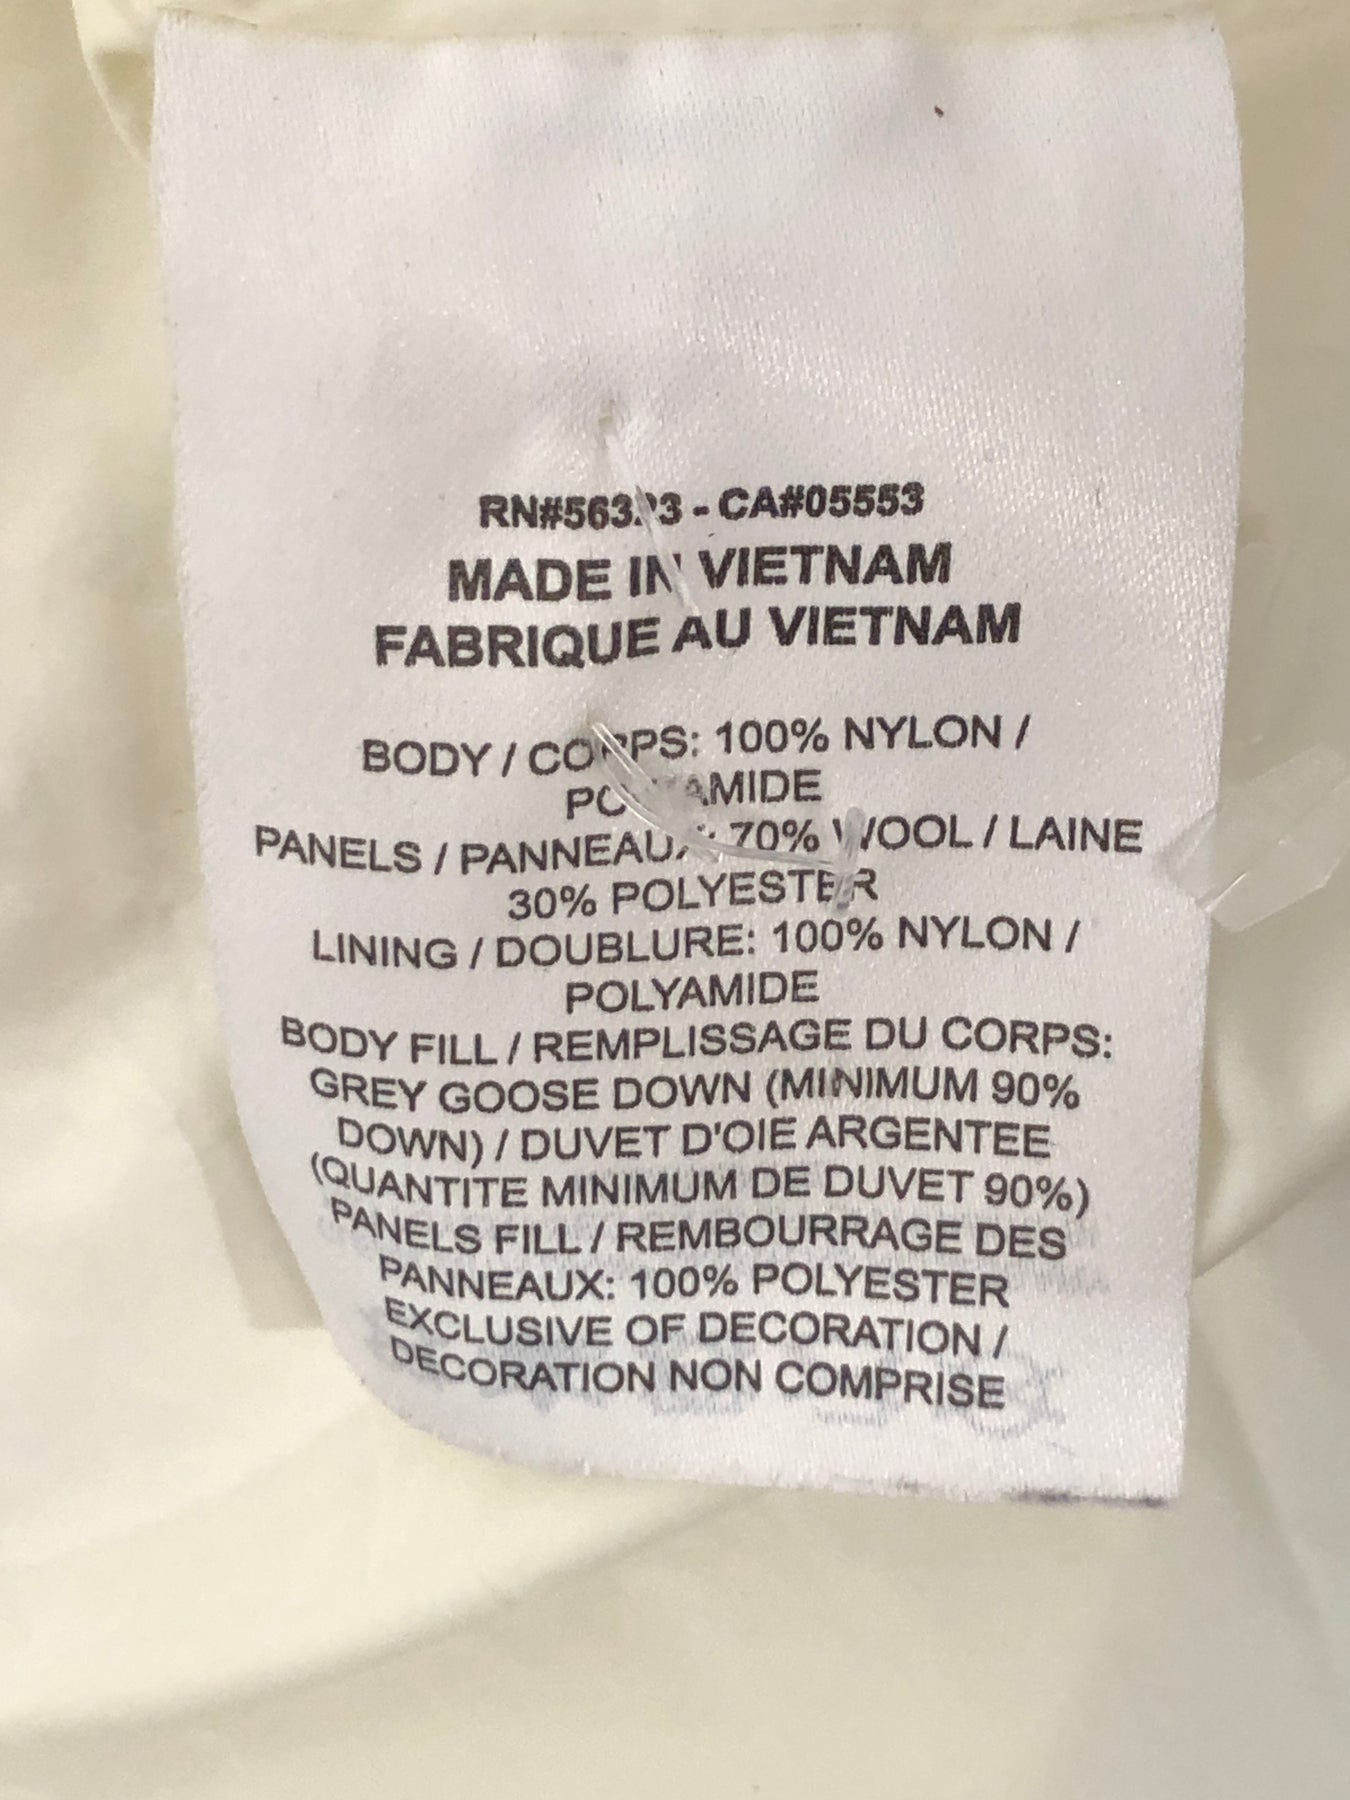 - CA#05553
MADE IN VIETNAM
FABRIQUE AU VIETNAM
BODY / CORPS: 100% NYLON /
POLYAMIDE
PANELS / PANNEAUX: 70% WOOL / LAINE
30% POLYESTER
LINING / DOUBLURE: 100% NYLON /
POLYAMIDE
BODY FILL / REMPLISSAGE DU CORPS:
GREY GOOSE DOWN (MINIMUM 90%
DOWN) / DUVET D'OIE ARGENTEE
(QUANTITE MINIMUM DE DUVET 90%)
PANELS FILL / REMBOURRAGE DES
PANNEAUX: 100% POLYESTER
EXCLUSIVE OF DECORATION /
DECORATION NON COMPRISE